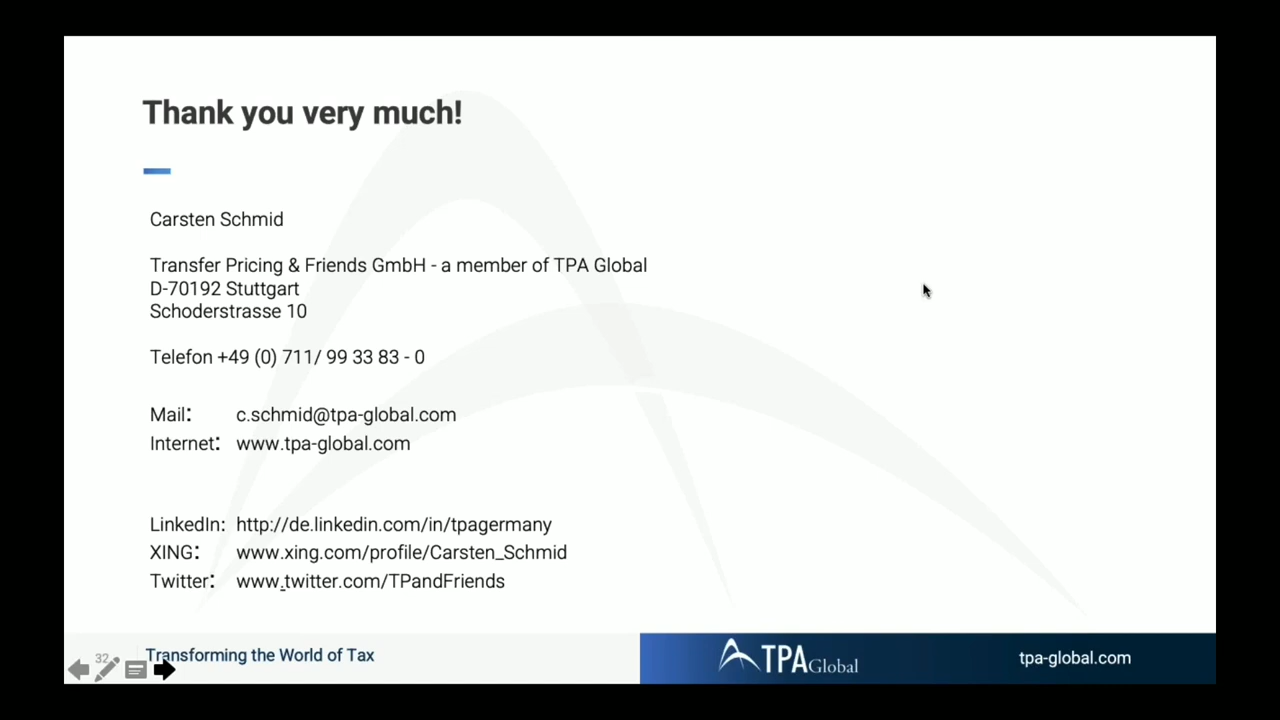 Thank you very much!
Carsten Schmid
Transfer Pricing & Friends GmbH - a member of TPA Global
D-70192 Stuttgart
Schoderstrasse 10
Telefon +49 (0) 711/ 99 33 83 - 0
Mail: c.schmid@tpa-global.com
Internet: www.tpa-global.com
LinkedIn: http://de.linkedin.com/in/tpagermany
XING: www.xing.com/profile/Carsten_Schmid
Twitter: www.twitter.com/TPandFriends
32
Transforming the World of Tax
TPA Global
tpa-global.com